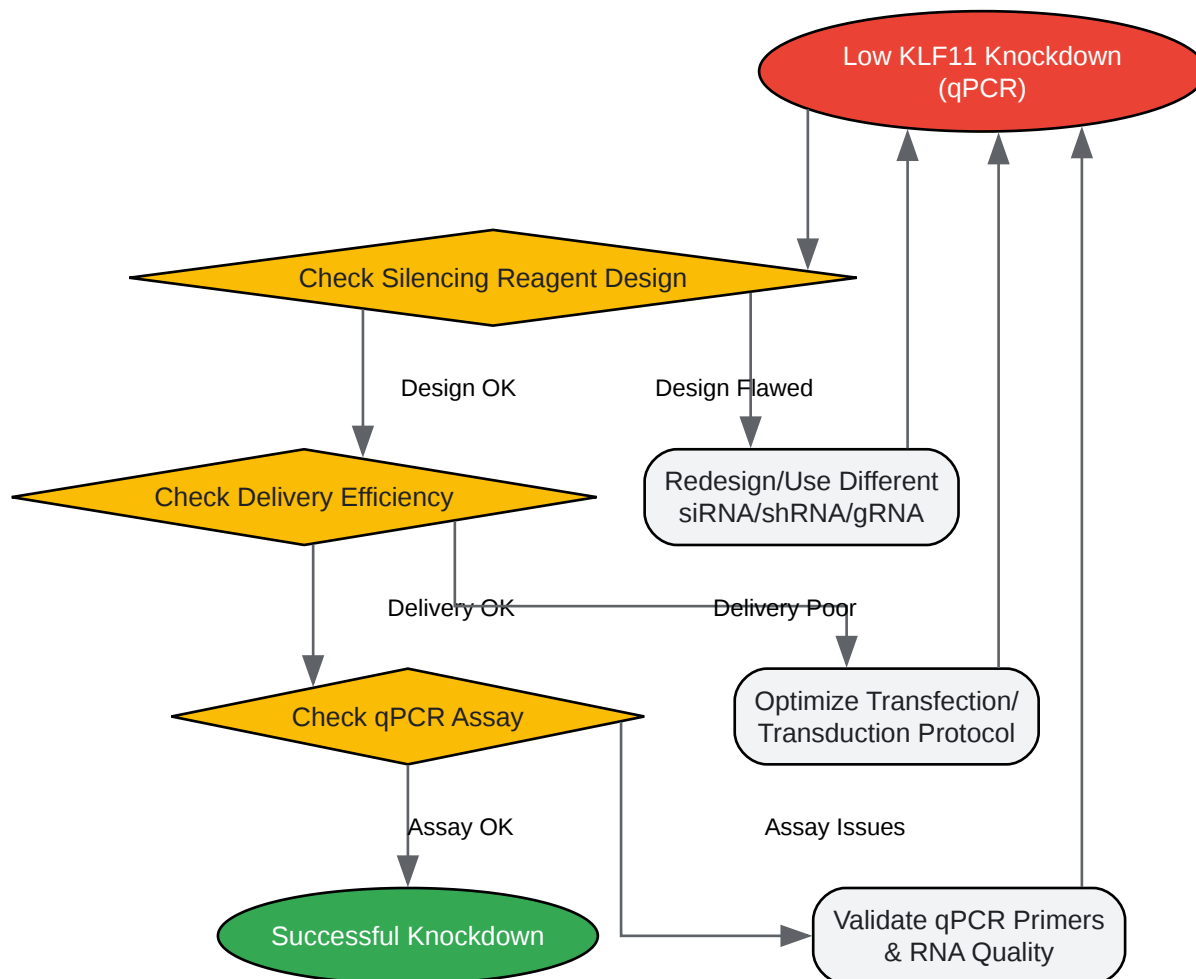 Low KLF11 Knockdown
(qPCR)
Check Silencing Reagent Design
Design OK
Design Flawed
Check Delivery Efficiency
Redesign/Use Different
siRNA/shRNA/gRNA
Delivery OK
Delivery Poor
Check qPCR Assay
Optimize Transfection/
Transduction Protocol
Assay OK
Assay Issues
Successful Knockdown
Validate qPCR Primers
& RNA Quality